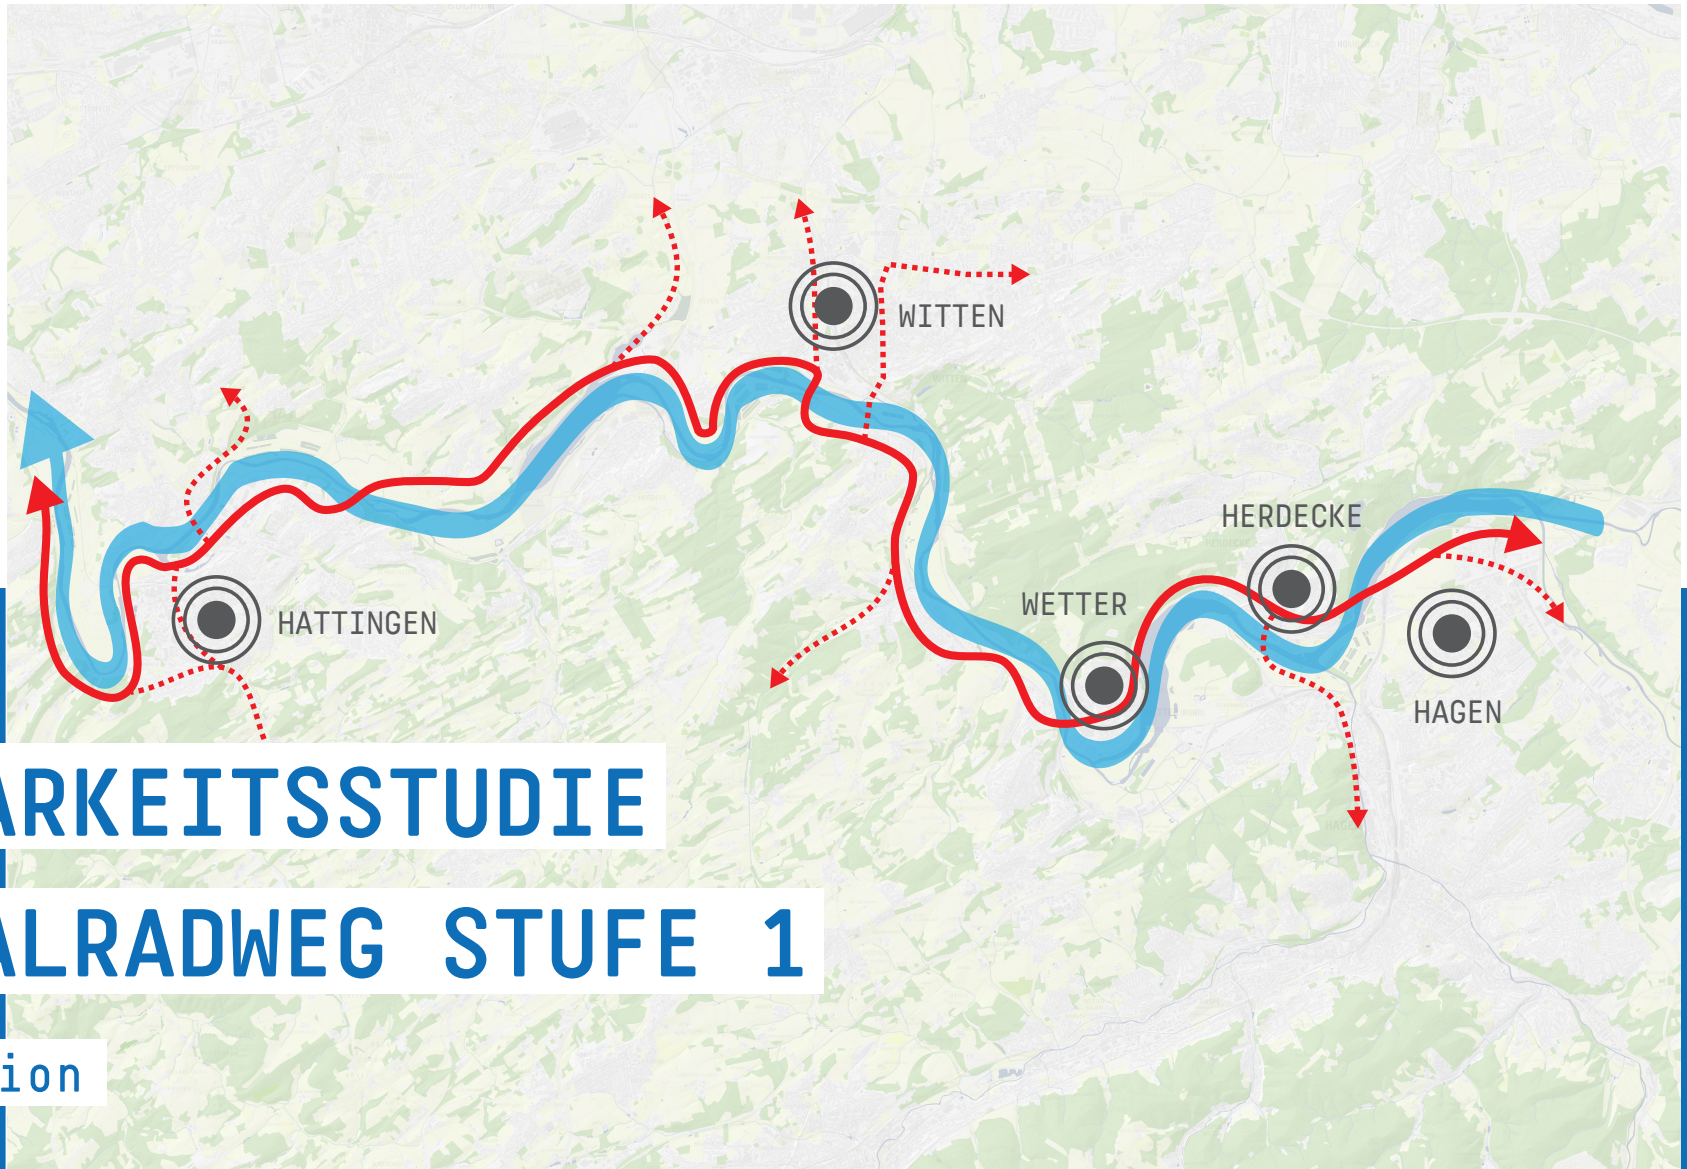 WITTEN
HERDECKE
WETTER
HATTINGEN
HAGEN
ARKEITSSTUDIE
ALRADWEG STUFE 1
ion